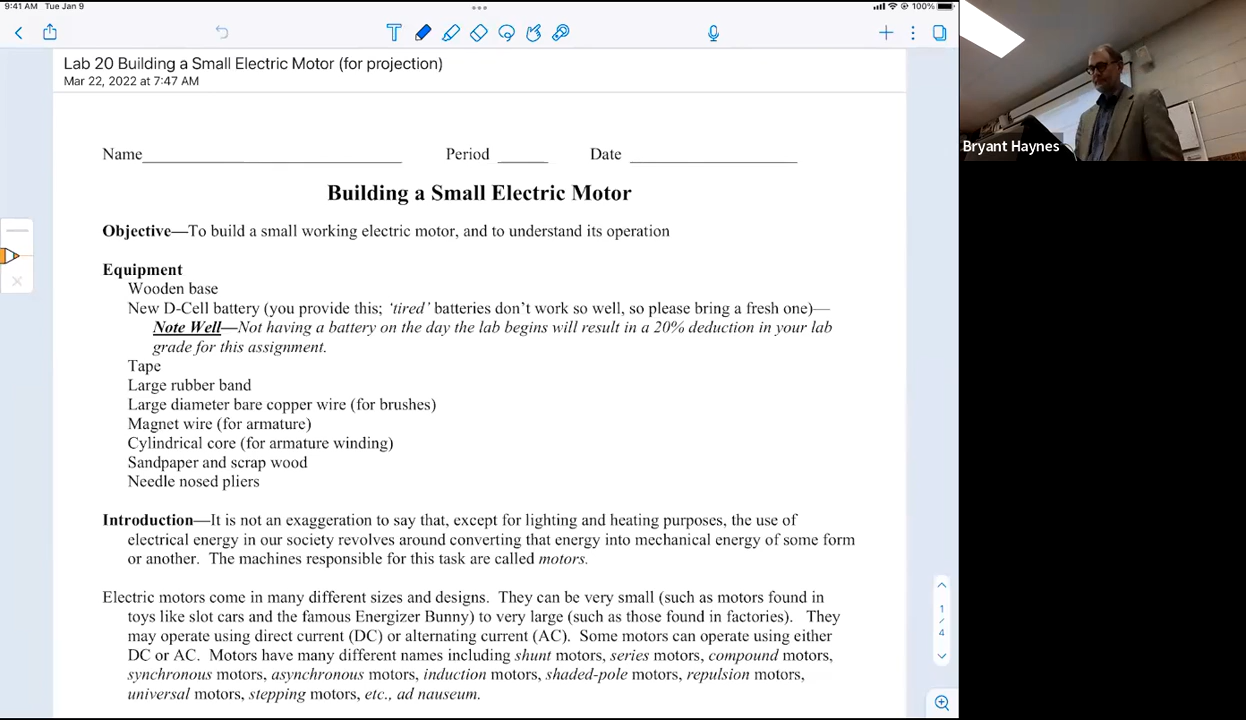 9:41 AM Tue Jan 9
100%
Lab 20 Building a Small Electric Motor (for projection)
Mar 22, 2022 at 7:47 AM
Name Period Date
Building a Small Electric Motor
Objective—To build a small working electric motor, and to understand its operation
Equipment
Wooden base
New D-Cell battery (you provide this; ‘tired’ batteries don’t work so well, so please bring a fresh one)—
Note Well—Not having a battery on the day the lab begins will result in a 20% deduction in your lab
grade for this assignment.
Tape
Large rubber band
Large diameter bare copper wire (for brushes)
Magnet wire (for armature)
Cylindrical core (for armature winding)
Sandpaper and scrap wood
Needle nosed pliers
Introduction—It is not an exaggeration to say that, except for lighting and heating purposes, the use of
electrical energy in our society revolves around converting that energy into mechanical energy of some form
or another. The machines responsible for this task are called motors.
Electric motors come in many different sizes and designs. They can be very small (such as motors found in
toys like slot cars and the famous Energizer Bunny) to very large (such as those found in factories). They
may operate using direct current (DC) or alternating current (AC). Some motors can operate using either
DC or AC. Motors have many different names including shunt motors, series motors, compound motors,
synchronous motors, asynchronous motors, induction motors, shaded-pole motors, repulsion motors,
universal motors, stepping motors, etc., ad nauseum.
1
/
4
Bryant Haynes